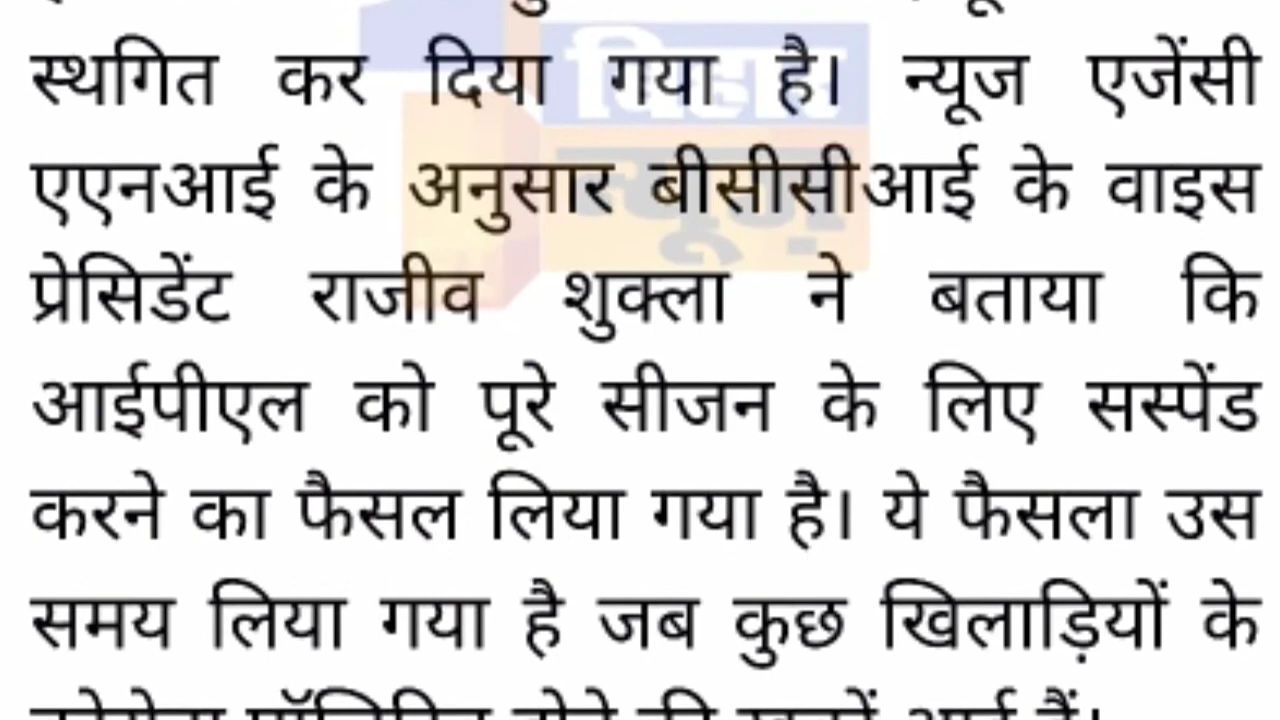 स्थगित कर दिया गया है। न्यूज एजेंसी
एएनआई के अनुसार बीसीसीआई के वाइस
प्रेसिडेंट राजीव शुक्ला ने बताया कि
आईपीएल को पूरे सीजन के लिए सस्पेंड
करने का फैसल लिया गया है। ये फैसला उस
समय लिया गया है जब कुछ खिलाड़ियों के
बिहार
न्यूज़